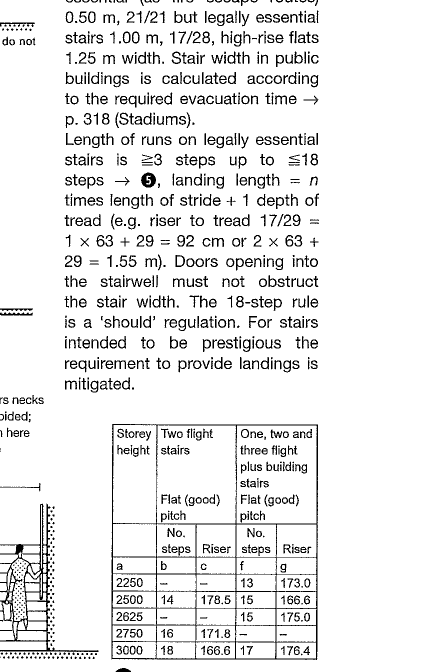 essential (as fire escape routes)
0.50 m, 21/21 but legally essential
stairs 1.00 m, 17/28, high-rise flats
1.25 m width. Stair width in public
buildings is calculated according
to the required evacuation time →
p. 318 (Stadiums).
Length of runs on legally essential
stairs is ≧3 steps up to ≦18
steps → ❺, landing length = n
times length of stride + 1 depth of
tread (e.g. riser to tread 17/29 =
1 × 63 + 29 = 92 cm or 2 × 63 +
29 = 1.55 m). Doors opening into
the stairwell must not obstruct
the stair width. The 18-step rule
is a ‘should’ regulation. For stairs
intended to be prestigious the
requirement to provide landings is
mitigated.
do not
rs necks
oided;
here
Storey Two flight One, two and
height stairs three flight
plus building
stairs
Flat (good) Flat (good)
pitch pitch
No. No.
steps Riser steps Riser
a b c f g
2250 – – 13 173.0
2500 14 178.5 15 166.6
2625 – – 15 175.0
2750 16 171.8 – –
3000 18 166.6 17 176.4